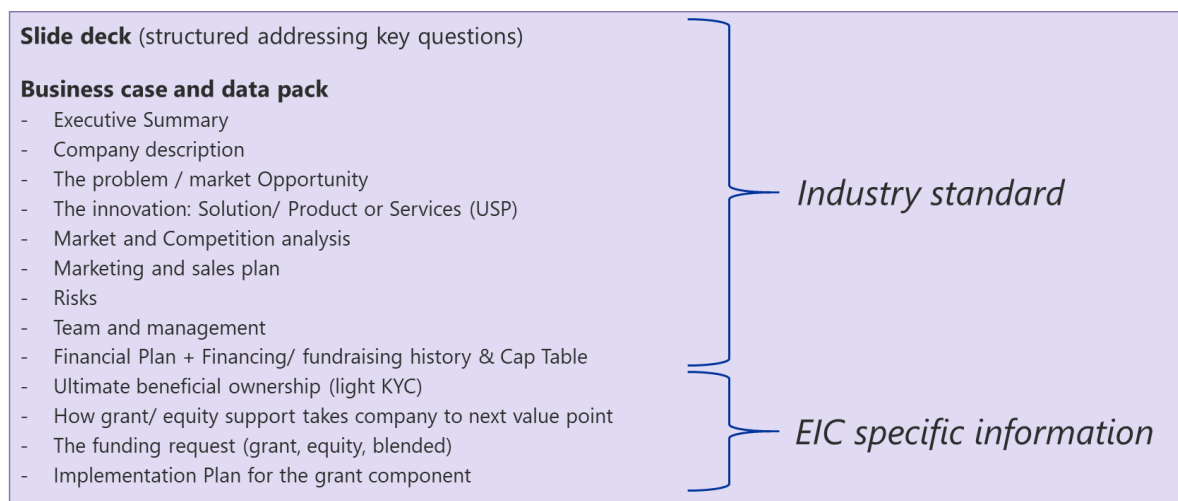 Slide deck (structured addressing key questions)
Business case and data pack
- Executive Summary
- Company description
- The problem / market Opportunity
- The innovation: Solution/ Product or Services (USP)
- Market and Competition analysis
- Marketing and sales plan
- Risks
- Team and management
- Financial Plan + Financing/ fundraising history & Cap Table
Industry standard
- Ultimate beneficial ownership (light KYC)
- How grant/ equity support takes company to next value point
- The funding request (grant, equity, blended)
- Implementation Plan for the grant component
EIC specific information